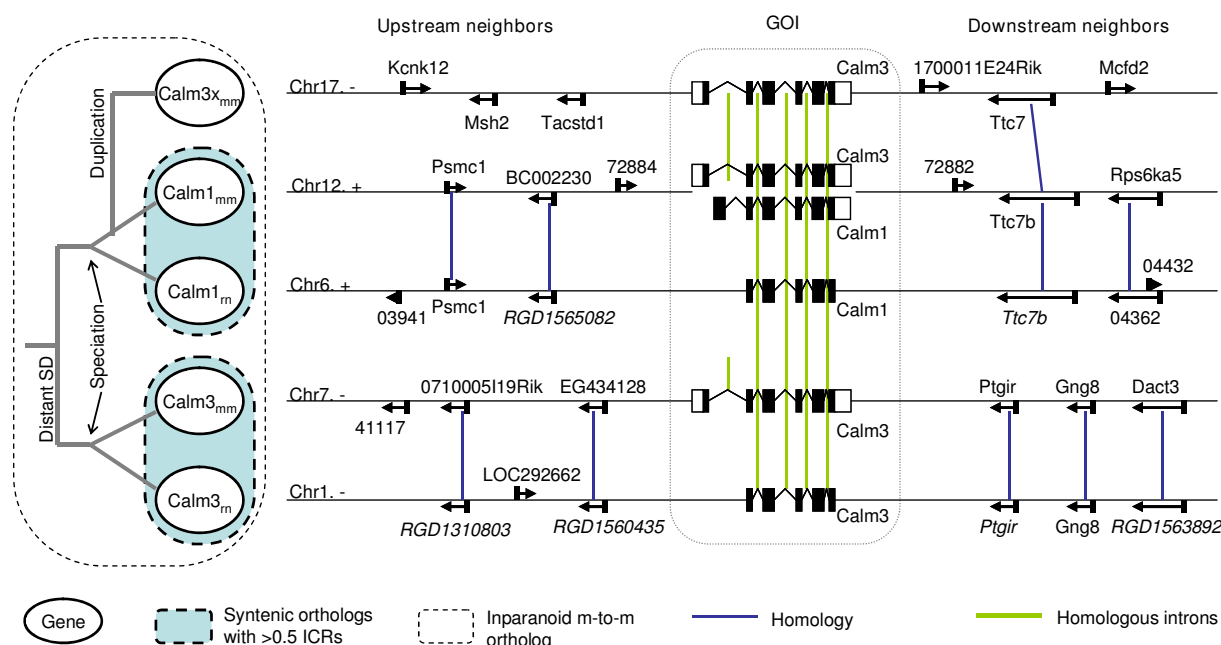 Upstream neighbors
GOI
Downstream neighbors
Calm3x mm
Duplication
Calm1 mm
Calm1 rn
Speciation
Distant SD
Calm3 mm
Calm3 rn
Chr17. -
Kcnk12
Msh2
Tacstd1
Calm3
1700011E24Rik
Ttc7
Mcfd2
Chr12. +
Psmc1
BC002230
72884
Calm3
Calm1
72882
Ttc7b
Rps6ka5
Chr6. +
03941
Psmc1
RGD1565082
Calm1
Ttc7b
04432
04362
Chr7. -
41117
0710005I19Rik
EG434128
Calm3
Ptgir
Gng8
Dact3
Chr1. -
RGD1310803
LOC292662
RGD1560435
Calm3
Ptgir
Gng8
RGD1563892
Gene
Syntenic orthologs
with >0.5 ICRs
Inparanoid m-to-m
ortholog
Homology
Homologous introns